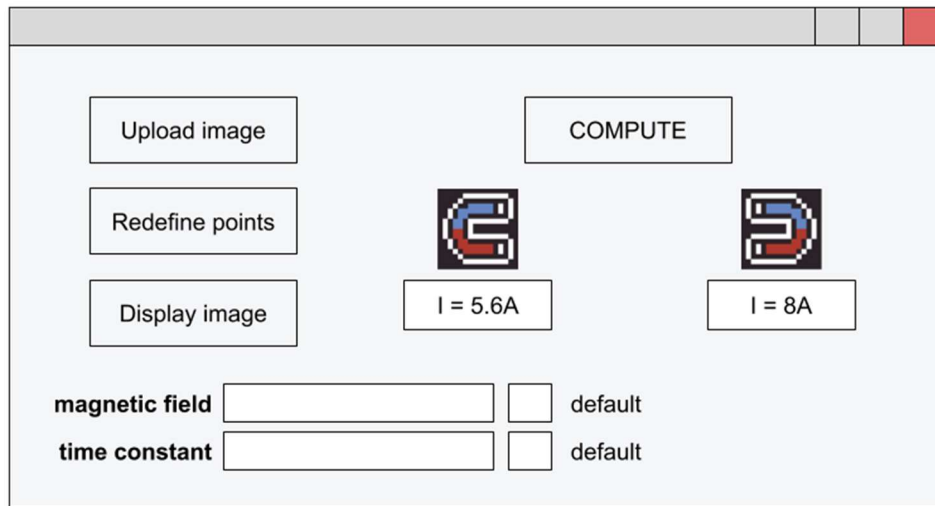 Upload image
COMPUTE
Redefine points
Display image
I = 5.6A
I = 8A
magnetic field
default
time constant
default